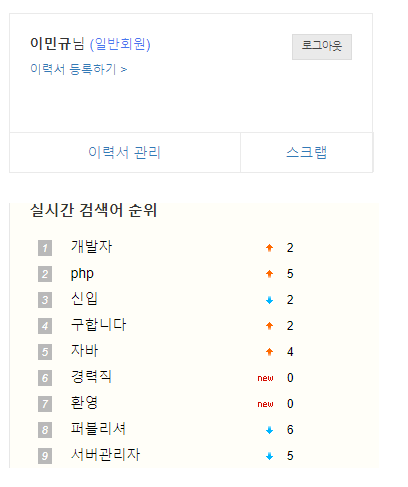 이민규님 (일반회원) 로그아웃
이력서 등록하기 >
이력서 관리 스크랩
실시간 검색어 순위
1 개발자 2
2 php 5
3 신입 2
4 구합니다 2
5 자바 4
6 경력직 new 0
7 환영 new 0
8 퍼블리셔 6
9 서버관리자 5